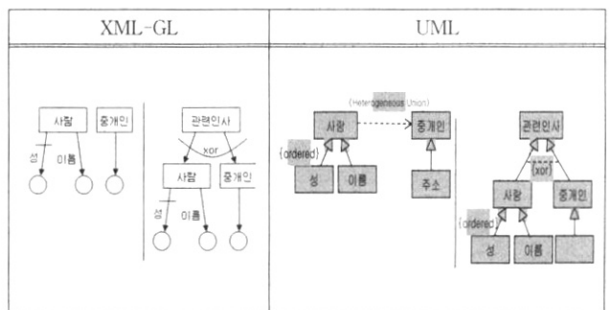 XML-GL
UML
사람
중개인
성
이름
관련인사
xor
사람
중개인
성
이름
(Heterogeneous Union)
사람
중개인
{ordered}
성
이름
주소
관련인사
{xor}
사람
중개인
{ordered}
성
이름